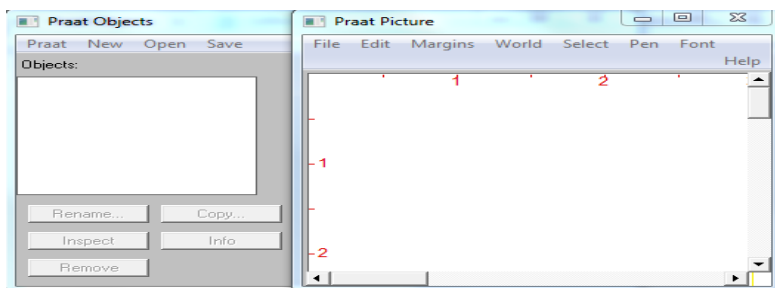 Praat Objects
Praat New Open Save
Objects:
Rename... Copy...
Inspect Info
Remove
Praat Picture
File Edit Margins World Select Pen Font
Help
1 2
1
2